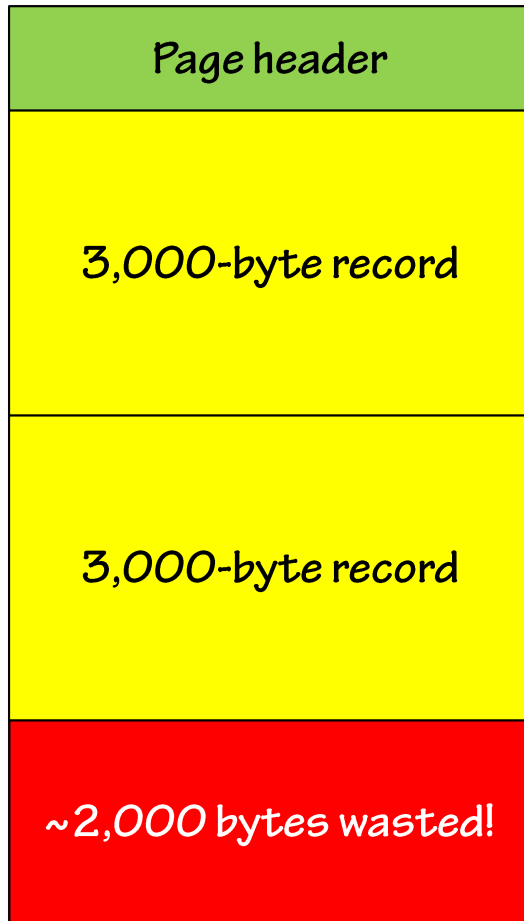 Page header
3,000-byte record
3,000-byte record
~2,000 bytes wasted!